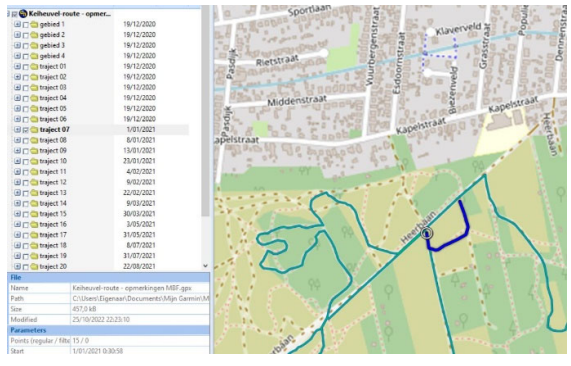 Keiheuvel-route - opmer...
gebied 1 19/12/2020
gebied 2 19/12/2020
gebied 3 19/12/2020
gebied 4 19/12/2020
traject 01 19/12/2020
traject 02 19/12/2020
traject 03 19/12/2020
traject 04 19/12/2020
traject 05 19/12/2020
traject 06 19/12/2020
traject 07 1/01/2021
traject 08 8/01/2021
traject 09 13/01/2021
traject 10 23/01/2021
traject 11 4/02/2021
traject 12 9/02/2021
traject 13 22/02/2021
traject 14 9/03/2021
traject 15 30/03/2021
traject 16 3/05/2021
traject 17 31/05/2021
traject 18 8/07/2021
traject 19 31/07/2021
traject 20 22/08/2021
File
Name Keiheuvel-route - opmerkingen MBF.gpx
Path C:\Users\Eigenaar\Documents\Mijn Garmin\M
Size 457,0 kB
Modified 25/10/2022 22:23:10
Parameters
Points (regular / filte 15 / 0
Start 1/01/2021 0:30:58
Sportlaan
Klaverveld
Populi
Pasdijk
Rietstraat
Vuurbergenstraat
Esdoornstraat
Grasstraat
Dennenstra
Biezenveld
Middenstraat
Kapelstraat
Pasdijk
apelstraat
Kapelstraat
Heerbaan
Heerbaan